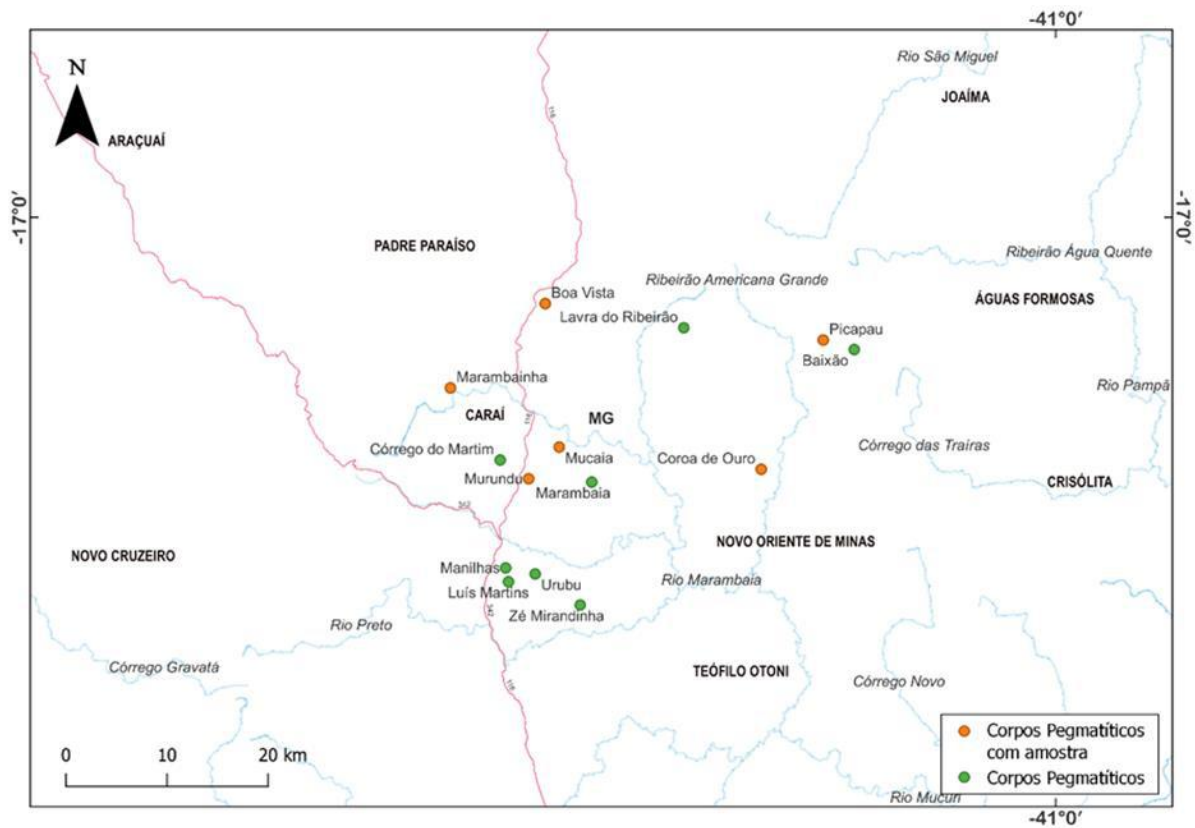 -41°0'
N
Rio São Miguel
JOAÍMA
116
ARAÇUAÍ
-17°0'
-17°0'
PADRE PARAÍSO
Ribeirão Água Quente
Ribeirão Americana Grande
Boa Vista
ÁGUAS FORMOSAS
Lavra do Ribeirão
Picapau
Baixão
Marambainha
Rio Pampã
CARAÍ
MG
Córrego do Martim
Mucaia
Coroa de Ouro
Córrego das Traíras
Murundu
Marambaia
CRISÓLITA
342
NOVO CRUZEIRO
NOVO ORIENTE DE MINAS
Manilhas
Urubu
Luís Martins
Rio Marambaia
342
Zé Mirandinha
Rio Preto
Córrego Gravatá
TEÓFILO OTONI
Córrego Novo
116
0 10 20 km
Corpos Pegmatíticos
com amostra
Corpos Pegmatíticos
Rio Mucuri
-41°0'